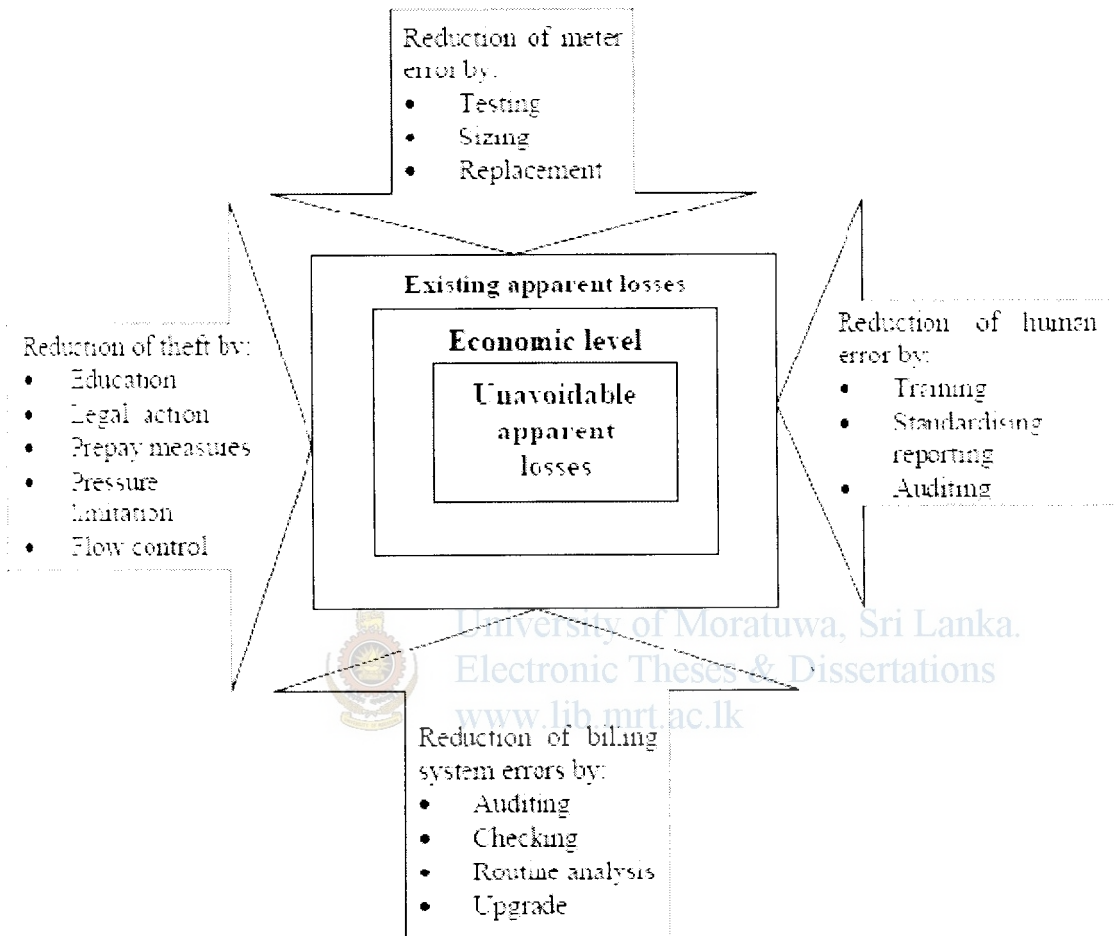 Reduction of meter
error by:
• Testing
• Sizing
• Replacement
Existing apparent losses
Economic level
Unavoidable
apparent
losses
Reduction of theft by:
• Education
• Legal action
• Prepay measures
• Pressure
limitation
• Flow control
Reduction of human
error by:
• Training
• Standardising
reporting
• Auditing
University of Moratuwa, Sri Lanka.
Electronic Theses & Dissertations
www.lib.mrt.ac.lk
Reduction of billing
system errors by:
• Auditing
• Checking
• Routine analysis
• Upgrade